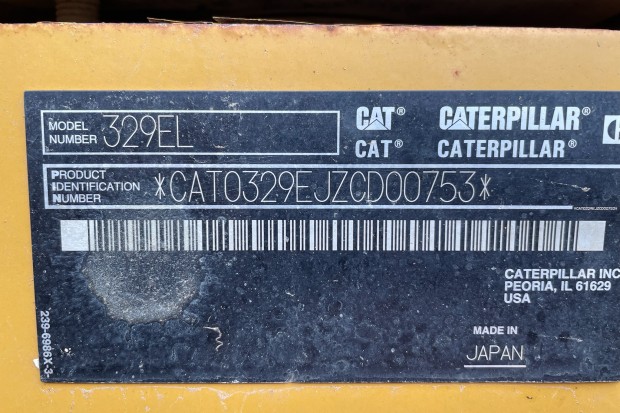 MODEL
NUMBER 329EL
CAT® CATERPILLAR®
CAT® CATERPILLAR®
PRODUCT
IDENTIFICATION
NUMBER *CAT0329EJZCD00753*
CATERPILLAR INC
PEORIA, IL 61629
USA
MADE IN
JAPAN
239-6986X-3-